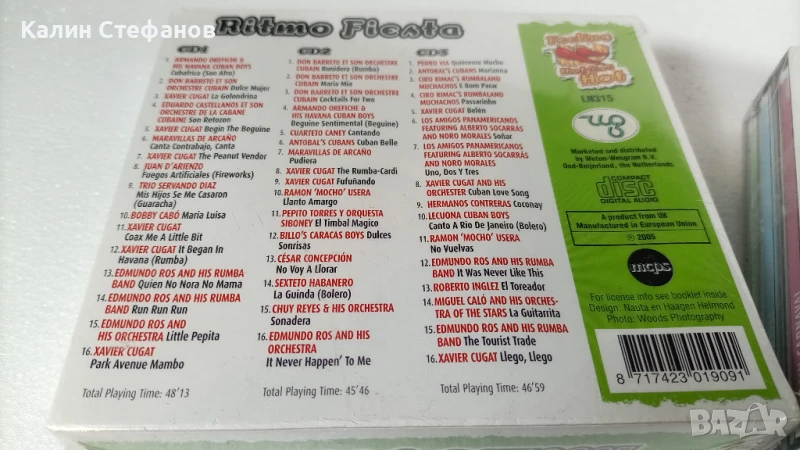 Калин Стефанов
Ritmo Fiesta
CD1
1. ARMANDO OREFICHE &
HIS HAVANA CUBAN BOYS
Cubafrica (Son Afro)
2. DON BARRETO ET SON
ORCHESTRE CUBAIN Dulce Mujer
3. XAVIER CUGAT La Golondrina
4. EDUARDO CASTELLANOS ET SON
ORCHESTRE DE LA CABANE
CUBAINE Son Retozon
5. XAVIER CUGAT Begin The Beguine
6. MARAVILLAS DE ARCAÑO
Canta Contrabajo, Canta
7. XAVIER CUGAT The Peanut Vendor
8. JUAN D'ARIENZO
Fuegos Artificiales (Fireworks)
9. TRIO SERVANDO DIAZ
Mis Hijos Se Me Casaron
(Guaracha)
10. BOBBY CABÓ Maria Luisa
11. XAVIER CUGAT
Coax Me A Little Bit
12. XAVIER CUGAT It Began In
Havana (Rumba)
13. EDMUNDO ROS AND HIS RUMBA
BAND Quien No Nora No Mama
14. EDMUNDO ROS AND HIS RUMBA
BAND Run Run Run
15. EDMUNDO ROS AND
HIS ORCHESTRA Little Pepita
16. XAVIER CUGAT
Park Avenue Mambo
Total Playing Time: 48'13
CD2
1. DON BARRETO ET SON ORCHESTRE
CUBAIN Runidera (Rumba)
2. DON BARRETO ET SON ORCHESTRE
CUBAIN Maria Mia
3. DON BARRETO ET SON ORCHESTRE
CUBAIN Cocktails For Two
4. ARMANDO OREFICHE &
HIS HAVANA CUBAN BOYS
Beguine Sentimental (Beguine)
5. CUARTETO CANEY Cantando
6. ANTOBAL'S CUBANS Cuban Belle
7. MARAVILLAS DE ARCAÑO
Pudiera
8. XAVIER CUGAT The Rumba-Cardi
9. XAVIER CUGAT Fufuñando
10. RAMON 'MOCHO' USERA
Llanto Amargo
11. PEPITO TORRES Y ORQUESTA
SIBONEY El Timbal Magico
12. BILLO'S CARACAS BOYS Dulces
Sonrisas
13. CÉSAR CONCEPCIÓN
No Voy A Llorar
14. SEXTETO HABANERO
La Guinda (Bolero)
15. CHUY REYES & HIS ORCHESTRA
Sonadera
16. EDMUNDO ROS AND HIS
ORCHESTRA
It Never Happen' To Me
Total Playing Time: 45'46
CD3
1. PEDRO VIA Quiereme Mucho
2. ANTOBAL'S CUBANS Morianna
3. CIRO RIMAC'S RUMBALAND
MUCHACHOS E Bom Parar
4. CIRO RIMAC'S RUMBALAND
MUCHACHOS Passarinho
5. XAVIER CUGAT Belén
6. LOS AMIGOS PANAMERICANOS
FEATURING ALBERTO SOCARRÁS
AND NORO MORALES Soñar
7. LOS AMIGOS PANAMERICANOS
FEATURING ALBERTO SOCARRÁS
AND NORO MORALES
Uno, Dos Y Tres
8. XAVIER CUGAT AND HIS
ORCHESTER Cuban Love Song
9. HERMANOS CONTRERAS Coconay
10. LECUONA CUBAN BOYS
Canto A Rio De Janeiro (Bolero)
11. RAMON 'MOCHO' USERA
No Vuelvas
12. EDMUNDO ROS AND HIS RUMBA
BAND It Was Never Like This
13. ROBERTO INGLEZ El Toreador
14. MIGUEL CALÓ AND HIS ORCHES-
TRA OF THE STARS La Guitarrita
15. EDMUNDO ROS AND HIS RUMBA
BAND The Tourist Trade
16. XAVIER CUGAT Llego, Llego
Total Playing Time: 46'59
Hot
LH315
Marketed and distributed
by Weton-Wesgram B.V.
Oud-Beijerland, the Netherlands
COMPACT
disc
DIGITAL AUDIO
A product from UK
Manufactured in European Union
℗ 2005
mcps
For license info see booklet inside
Design: Nauta en Haagen Helmond
Photo: Woods Photography
8 717423 019091
BAZAR